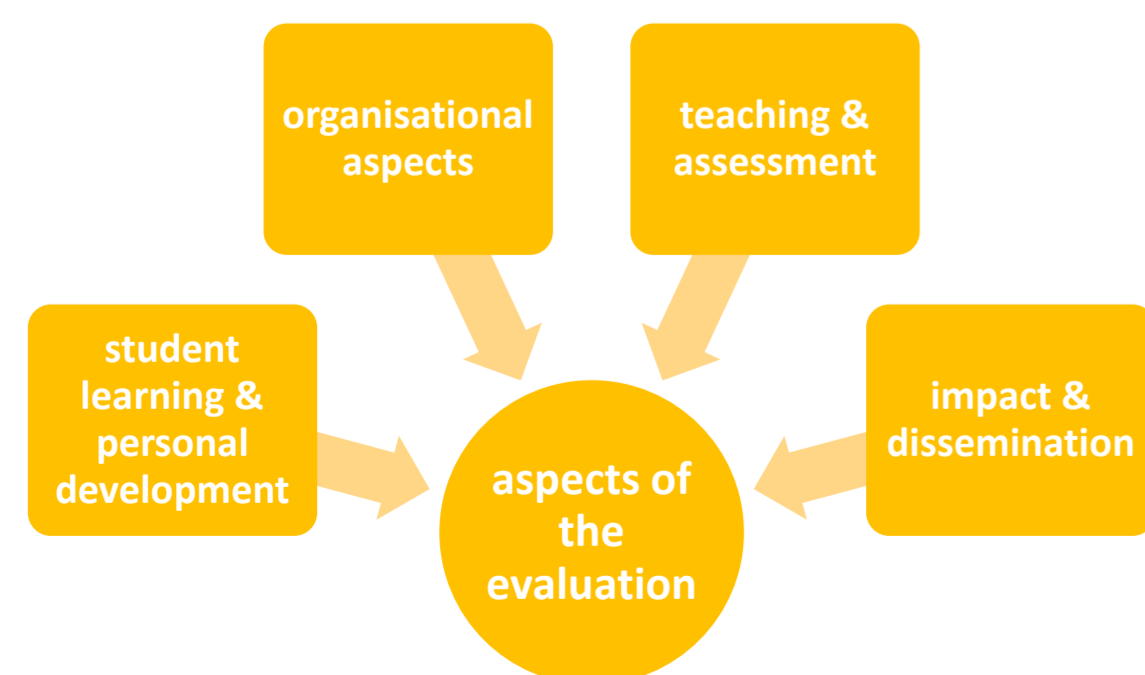 organisational
aspects
teaching &
assessment
student
learning &
personal
development
impact &
dissemination
aspects of
the
evaluation